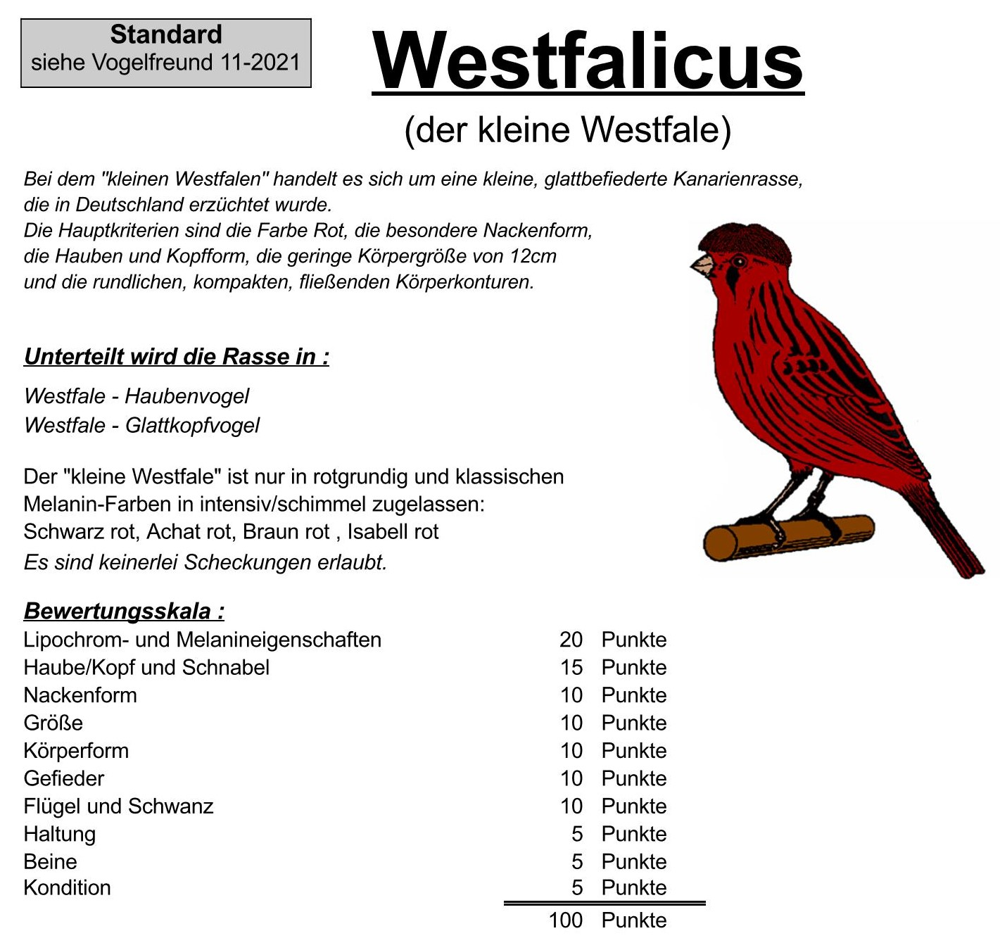 Standard
siehe Vogelfreund 11-2021
Westfalicus
(der kleine Westfale)
Bei dem "kleinen Westfalen" handelt es sich um eine kleine, glattbefiederte Kanarienrasse,
die in Deutschland erzüchtet wurde.
Die Hauptkriterien sind die Farbe Rot, die besondere Nackenform,
die Hauben und Kopfform, die geringe Körpergröße von 12cm
und die rundlichen, kompakten, fließenden Körperkonturen.
Unterteilt wird die Rasse in :
Westfale - Haubenvogel
Westfale - Glattkopfvogel
Der "kleine Westfale" ist nur in rotgrundig und klassischen
Melanin-Farben in intensiv/schimmel zugelassen:
Schwarz rot, Achat rot, Braun rot , Isabell rot
Es sind keinerlei Scheckungen erlaubt.
Bewertungsskala :
Lipochrom- und Melanineigenschaften 20 Punkte
Haube/Kopf und Schnabel 15 Punkte
Nackenform 10 Punkte
Größe 10 Punkte
Körperform 10 Punkte
Gefieder 10 Punkte
Flügel und Schwanz 10 Punkte
Haltung 5 Punkte
Beine 5 Punkte
Kondition 5 Punkte
100 Punkte